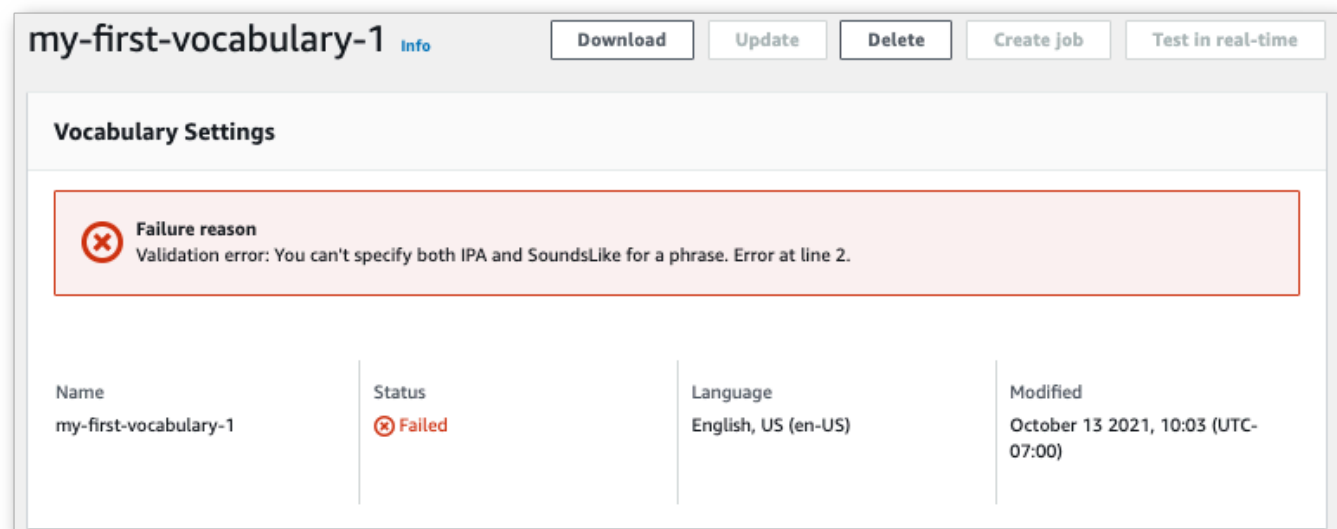 my-first-vocabulary-1 Info Download Update Delete Create job Test in real-time
Vocabulary Settings
Failure reason
Validation error: You can't specify both IPA and SoundsLike for a phrase. Error at line 2.
Name Status Language Modified
my-first-vocabulary-1 Failed English, US (en-US) October 13 2021, 10:03 (UTC-
07:00)